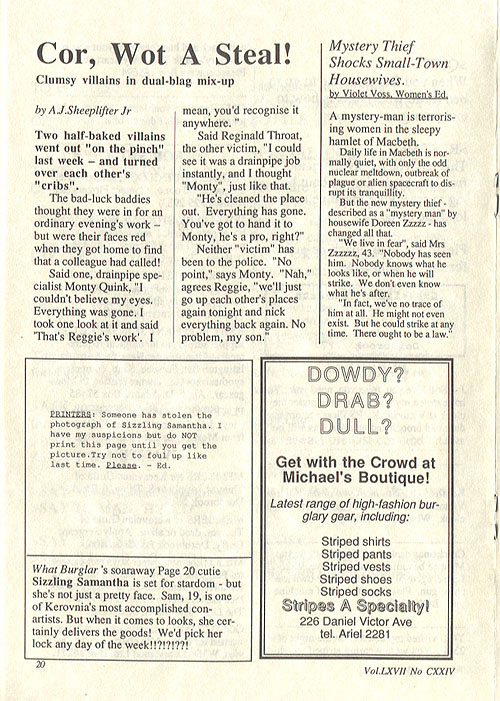 Cor, Wot A Steal!
Clumsy villains in dual-blag mix-up
by A.J.Sheeplifter Jr
Two half-baked villains
went out "on the pinch"
last week – and turned
over each other's
"cribs".
The bad-luck baddies
thought they were in for an
ordinary evening's work –
but were their faces red
when they got home to find
that a colleague had called!
Said one, drainpipe spe-
cialist Monty Quink, "I
couldn't believe my eyes.
Everything was gone. I
took one look at it and said
'That's Reggie's work'. I
mean, you'd recognise it
anywhere. "
Said Reginald Throat,
the other victim, "I could
see it was a drainpipe job
instantly, and I thought
"Monty", just like that.
"He's cleaned the place
out. Everything has gone.
You've got to hand it to
Monty, he's a pro, right?"
Neither "victim" has
been to the police. "No
point," says Monty. "Nah,"
agrees Reggie, "we'll just
go up each other's places
again tonight and nick
everything back again. No
problem, my son."
Mystery Thief
Shocks Small-Town
Housewives.
by Violet Voss, Women's Ed.
A mystery-man is terroris-
ing women in the sleepy
hamlet of Macbeth.
Daily life in Macbeth is nor-
mally quiet, with only the odd
nuclear meltdown, outbreak of
plague or alien spacecraft to dis-
rupt its tranquillity.
But the new mystery thief -
described as a "mystery man" by
housewife Doreen Zzzzz - has
changed all that.
"We live in fear", said Mrs
Zzzzzz, 43. "Nobody has seen
him. Nobody knows what he
looks like, or when he will
strike. We don't even know
what he's after.
"In fact, we've no trace of
him at all. He might not even
exist. But he could strike at any
time. There ought to be a law."
PRINTERS: Someone has stolen the
photograph of Sizzling Samantha. I
have my auspicions but do NOT
print this page until you get the
picture.Try not to foul up like
last time. Please. - Ed.
What Burglar 's soaraway Page 20 cutie
Sizzling Samantha is set for stardom - but
she's not just a pretty face. Sam, 19, is one
of Kerovnia's most accomplished con-
artists. But when it comes to looks, she cer-
tainly delivers the goods! We'd pick her
lock any day of the week!!?!?!??!
DOWDY?
DRAB?
DULL?
Get with the Crowd at
Michael's Boutique!
Latest range of high-fashion bur-
glary gear, including:
Striped shirts
Striped pants
Striped vests
Striped shoes
Striped socks
Stripes A Specialty!
226 Daniel Victor Ave
tel. Ariel 2281
20
Vol.LXVII No CXXIV